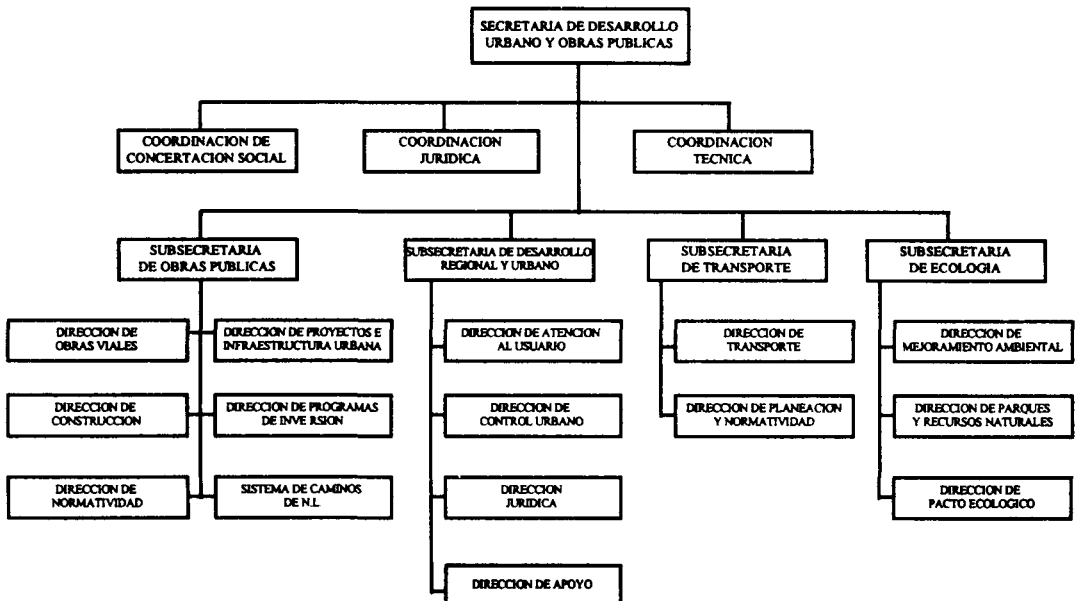 SECRETARIA DE DESARROLLO
URBANO Y OBRAS PUBLICAS
COORDINACION DE
CONCERTACION SOCIAL
COORDINACION
JURIDICA
COORDINACION
TECNICA
SUBSECRETARIA
DE OBRAS PUBLICAS
SUBSECRETARIA DE DESARROLLO
REGIONAL Y URBANO
SUBSECRETARIA
DE TRANSPORTE
SUBSECRETARIA
DE ECOLOGIA
DIRECCION DE
OBRAS VIALES
DIRECCION DE PROYECTOS E
INFRAESTRUCTURA URBANA
DIRECCION DE ATENCION
AL USUARIO
DIRECCION DE
TRANSPORTE
DIRECCION DE
MEJORAMIENTO AMBIENTAL
DIRECCION DE
CONSTRUCCION
DIRECCION DE PROGRAMAS
DE INVE RSION
DIRECCION DE
CONTROL URBANO
DIRECCION DE PLANEACION
Y NORMATIVIDAD
DIRECCION DE PARQUES
Y RECURSOS NATURALES
DIRECCION DE
NORMATIVIDAD
SISTEMA DE CAMINOS
DE N.L.
DIRECCION
JURIDICA
DIRECCION DE
PACTO ECOLOGICO
DIRECCION DE APOYO